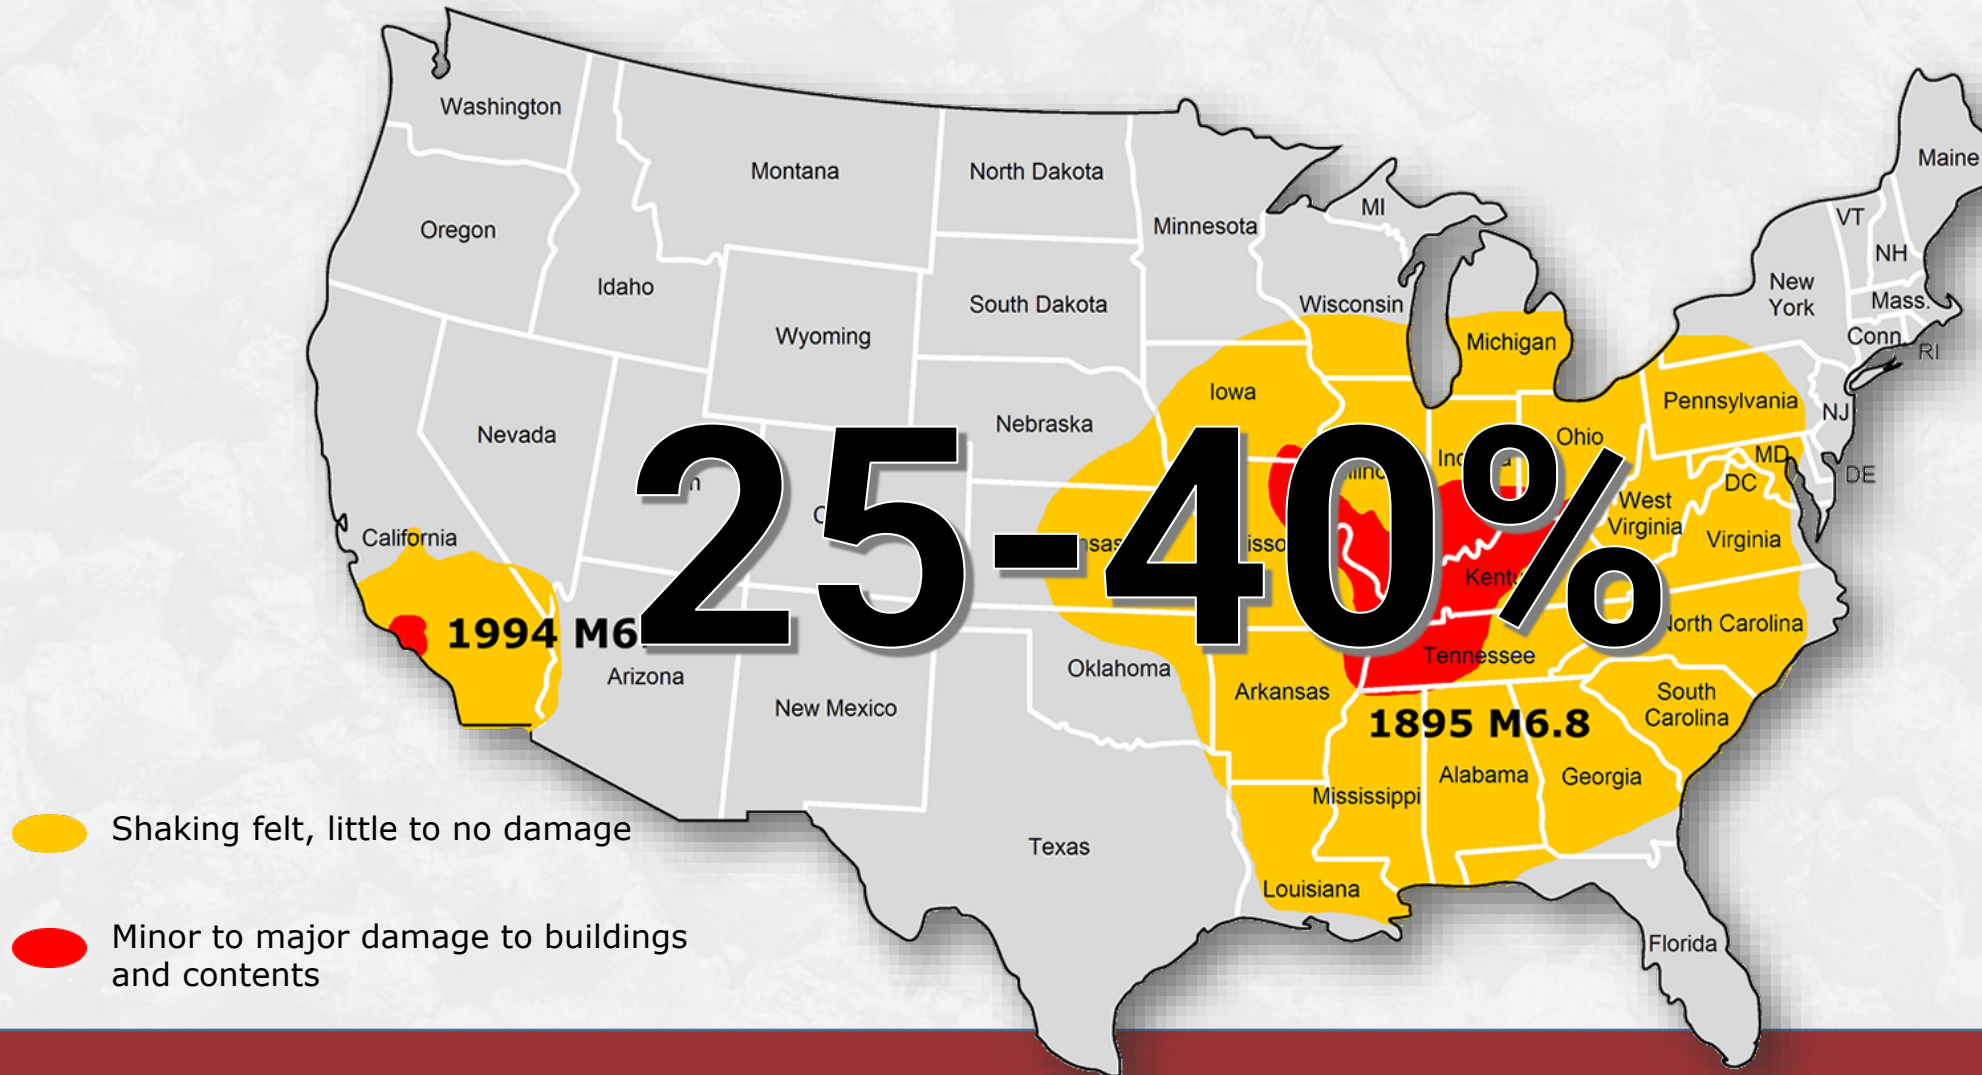 Washington
Montana
North Dakota
Minnesota
MI
Maine
VT
NH
Oregon
Idaho
South Dakota
Wisconsin
New
York
Mass.
Conn.
RI
Wyoming
Michigan
Iowa
Pennsylvania
NJ
Nevada
Nebraska
Ohio
MD
DC
DE
25-40%
West
Virginia
Virginia
California
1994 M6.
North Carolina
Tennessee
Arizona
New Mexico
Oklahoma
Arkansas
South
Carolina
1895 M6.8
Alabama
Georgia
Mississippi
Texas
Louisiana
Florida
Shaking felt, little to no damage
Minor to major damage to buildings
and contents